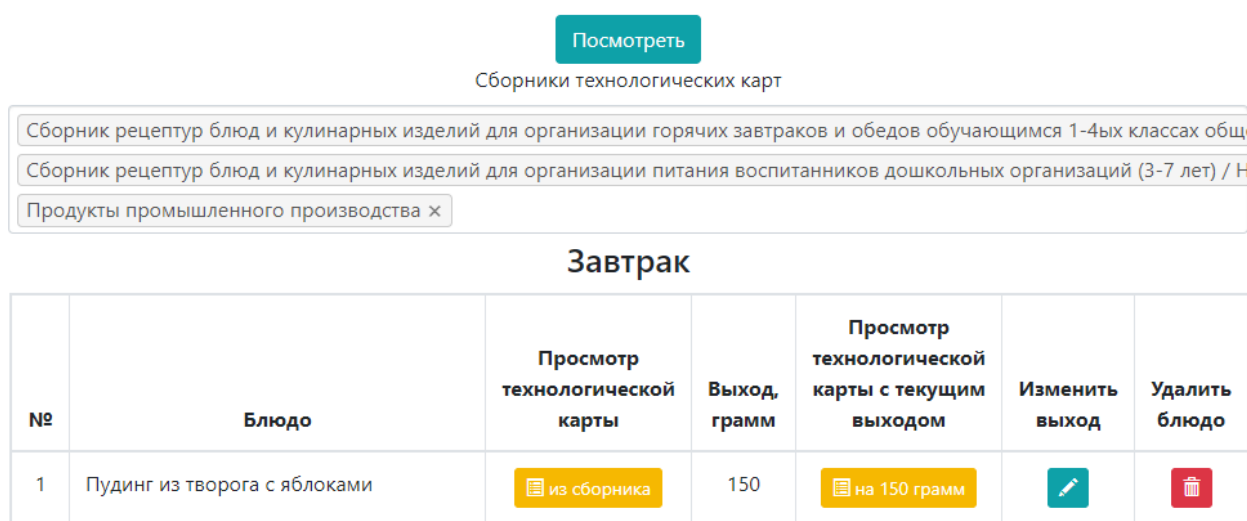 Посмотреть
Сборники технологических карт
Сборник рецептур блюд и кулинарных изделий для организации горячих завтраков и обедов обучающимся 1-4ых классах
Сборник рецептур блюд и кулинарных изделий для организации питания воспитанников дошкольных организаций (3-7 лет) /
Продукты промышленного производства ×
Завтрак
№
Блюдо
Просмотр
технологической
карты
Выход,
грамм
Просмотр
технологической
карты с текущим
выходом
Изменить
выход
Удалить
блюдо
1
Пудинг из творога с яблоками
из сборника
150
на 150 грамм